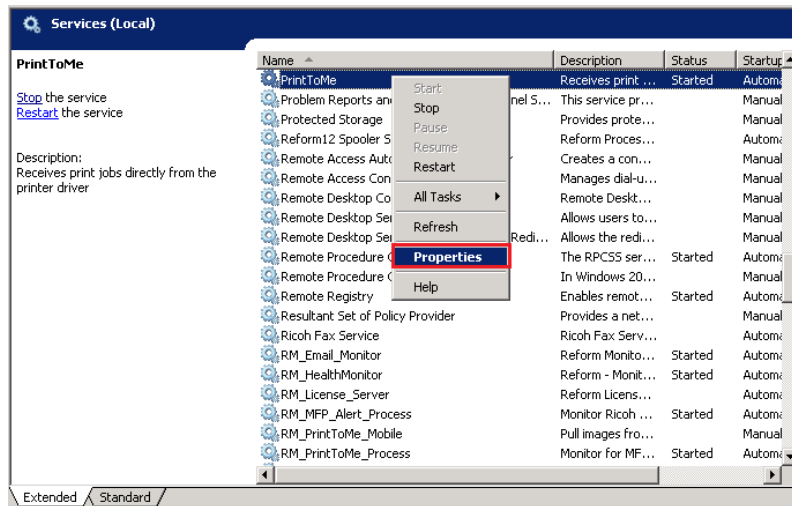 Services (Local)
PrintToMe
Stop the service
Restart the service
Description:
Receives print jobs directly from the
printer driver
Name Description Status Startup
PrintToMe Receives print ... Started Automa
Problem Reports an nel S... This service pr... Manual
Protected Storage Provides prote... Manual
Reform12 Spooler S Reform Proces... Automa
Remote Access Aut Creates a con... Manual
Remote Access Con Manages dial-u... Manual
Remote Desktop Co Remote Deskt... Manual
Remote Desktop Se Allows users to... Manual
Remote Desktop Se Redi... Allows the redi... Manual
Remote Procedure C The RPCSS ser... Started Automa
Remote Procedure In Windows 20... Manual
Remote Registry Enables remot... Started Automa
Resultant Set of Policy Provider Provides a net... Manual
Ricoh Fax Service Ricoh Fax Serv... Automa
RM_Email_Monitor Reform Monito... Started Automa
RM_HealthMonitor Reform - Monit... Started Automa
RM_License_Server Reform Licens... Automa
RM_MFP_Alert_Process Monitor Ricoh ... Started Automa
RM_PrintToMe_Mobile Pull images fro... Manual
RM_PrintToMe_Process Monitor for MF... Started Automa
Start
Stop
Pause
Resume
Restart
All Tasks
Refresh
Properties
Help
Extended Standard